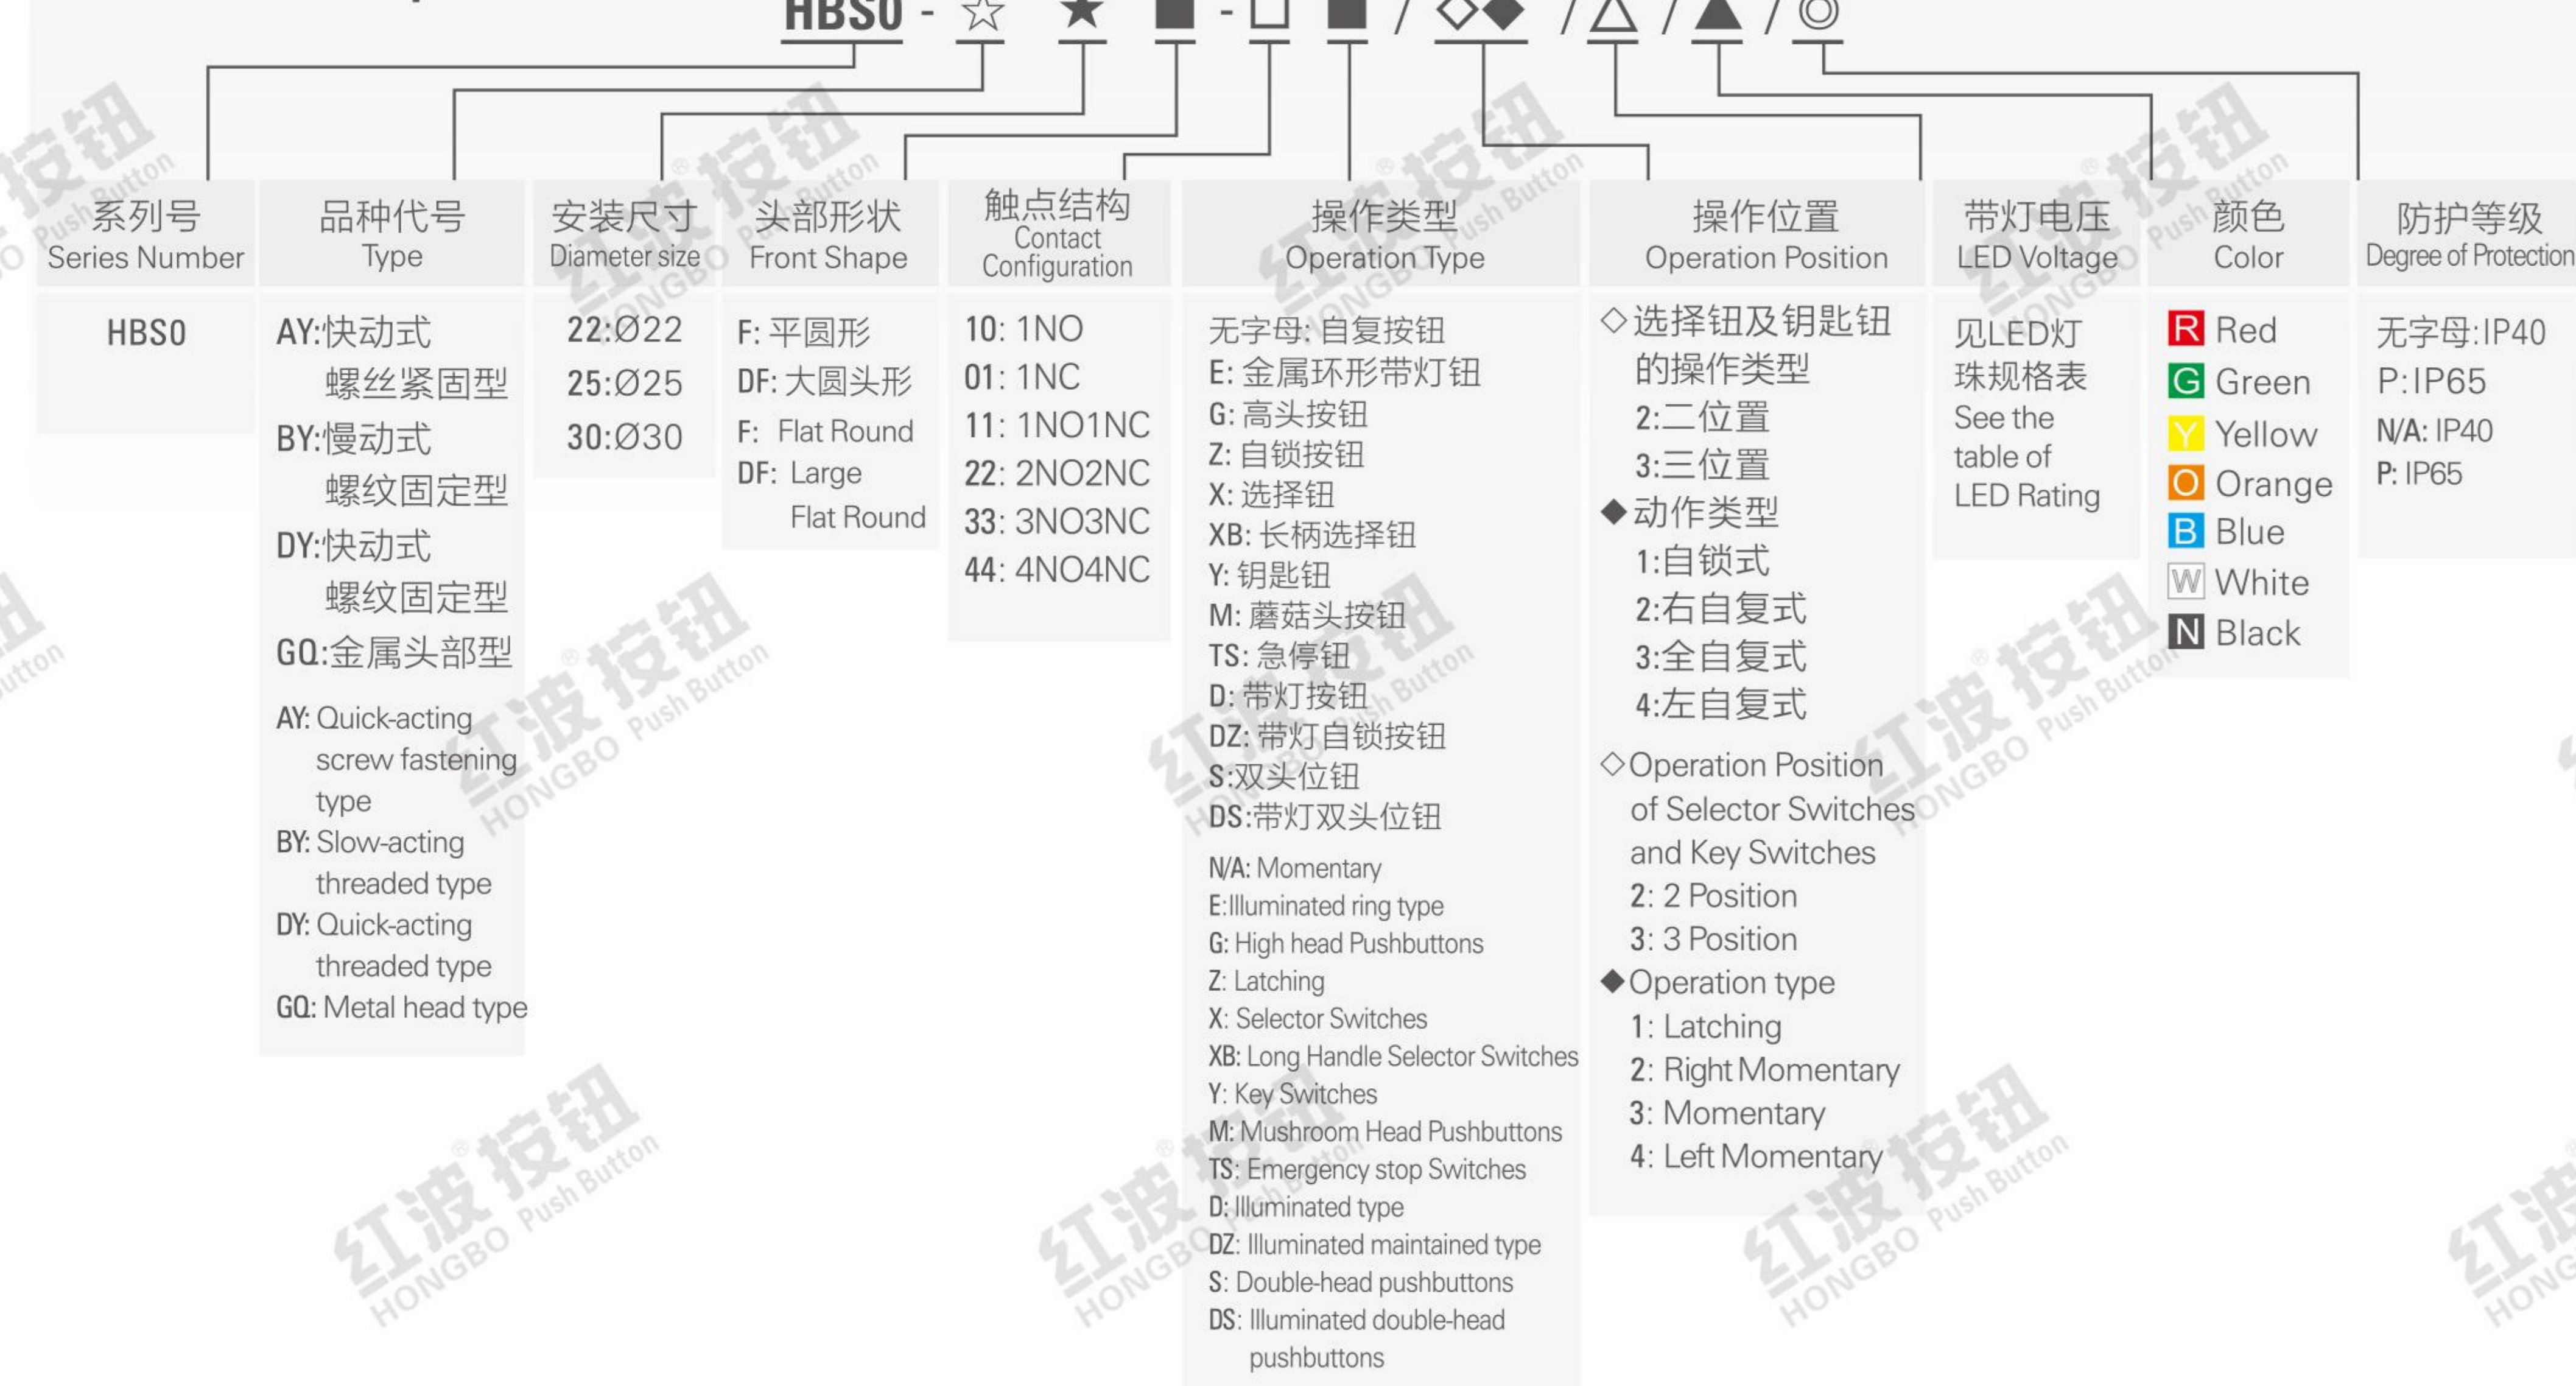 HBS0 - ☆ ★ ■ - □ ■ / ◇◆ / △ / ▲ / ◎
系列号
Series Number
HBS0
品种代号
Type
AY:快动式
螺丝紧固型
BY:慢动式
螺纹固定型
DY:快动式
螺纹固定型
GQ:金属头部型
AY: Quick-acting
screw fastening
type
BY: Slow-acting
threaded type
DY: Quick-acting
threaded type
GQ: Metal head type
安装尺寸
Diameter size
22:Ø22
25:Ø25
30:Ø30
头部形状
Front Shape
F: 平圆形
DF: 大圆头形
F: Flat Round
DF: Large
Flat Round
触点结构
Contact
Configuration
10: 1NO
01: 1NC
11: 1NO1NC
22: 2NO2NC
33: 3NO3NC
44: 4NO4NC
操作类型
Operation Type
无字母: 自复按钮
E: 金属环形带灯钮
G: 高头按钮
Z: 自锁按钮
X: 选择钮
XB: 长柄选择钮
Y: 钥匙钮
M: 蘑菇头按钮
TS: 急停钮
D: 带灯按钮
DZ: 带灯自锁按钮
S:双头位钮
DS:带灯双头位钮
N/A: Momentary
E:Illuminated ring type
G: High head Pushbuttons
Z: Latching
X: Selector Switches
XB: Long Handle Selector Switches
Y: Key Switches
M: Mushroom Head Pushbuttons
TS: Emergency stop Switches
D: Illuminated type
DZ: Illuminated maintained type
S: Double-head pushbuttons
DS: Illuminated double-head
pushbuttons
操作位置
Operation Position
◇选择钮及钥匙钮
的操作类型
2:二位置
3:三位置
◆动作类型
1:自锁式
2:右自复式
3:全自复式
4:左自复式
◇Operation Position
of Selector Switches
and Key Switches
2: 2 Position
3: 3 Position
◆Operation type
1: Latching
2: Right Momentary
3: Momentary
4: Left Momentary
带灯电压
LED Voltage
见LED灯
珠规格表
See the
table of
LED Rating
颜色
Color
R Red
G Green
Y Yellow
O Orange
B Blue
W White
N Black
防护等级
Degree of Protection
无字母:IP40
P:IP65
N/A: IP40
P: IP65
红波®按钮
HONGBO Push Button